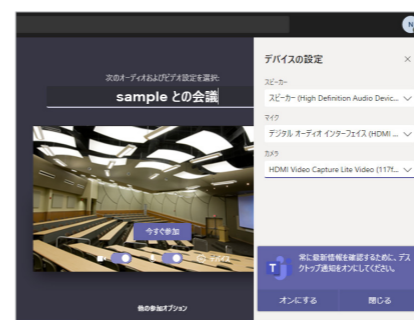 N
次のオーディオおよびビデオ設定を選択:
sample との会議
今すぐ参加
デバイス
他の参加オプション
デバイスの設定
スピーカー
スピーカー (High Definition Audio Devic...
マイク
デジタル オーディオ インターフェイス (HDMI ...
カメラ
HDMI Video Capture Lite Video (117f...
常に最新情報を確認するために、デス
クトップ通知をオンにしてください。
オンにする
閉じる